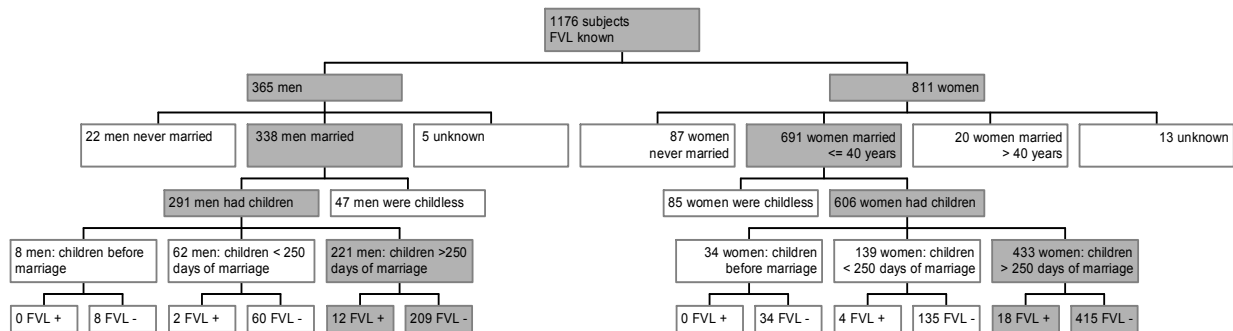 1176 subjects
FVL known
365 men
811 women
22 men never married
338 men married
5 unknown
87 women
never married
691 women married
<= 40 years
20 women married
> 40 years
13 unknown
291 men had children
47 men were childless
85 women were childless
606 women had children
8 men: children before
marriage
62 men: children < 250
days of marriage
221 men: children >250
days of marriage
34 women: children
before marriage
139 women: children
< 250 days of marriage
433 women: children
> 250 days of marriage
0 FVL +
8 FVL -
2 FVL +
60 FVL -
12 FVL +
209 FVL -
0 FVL +
34 FVL -
4 FVL +
135 FVL -
18 FVL +
415 FVL -